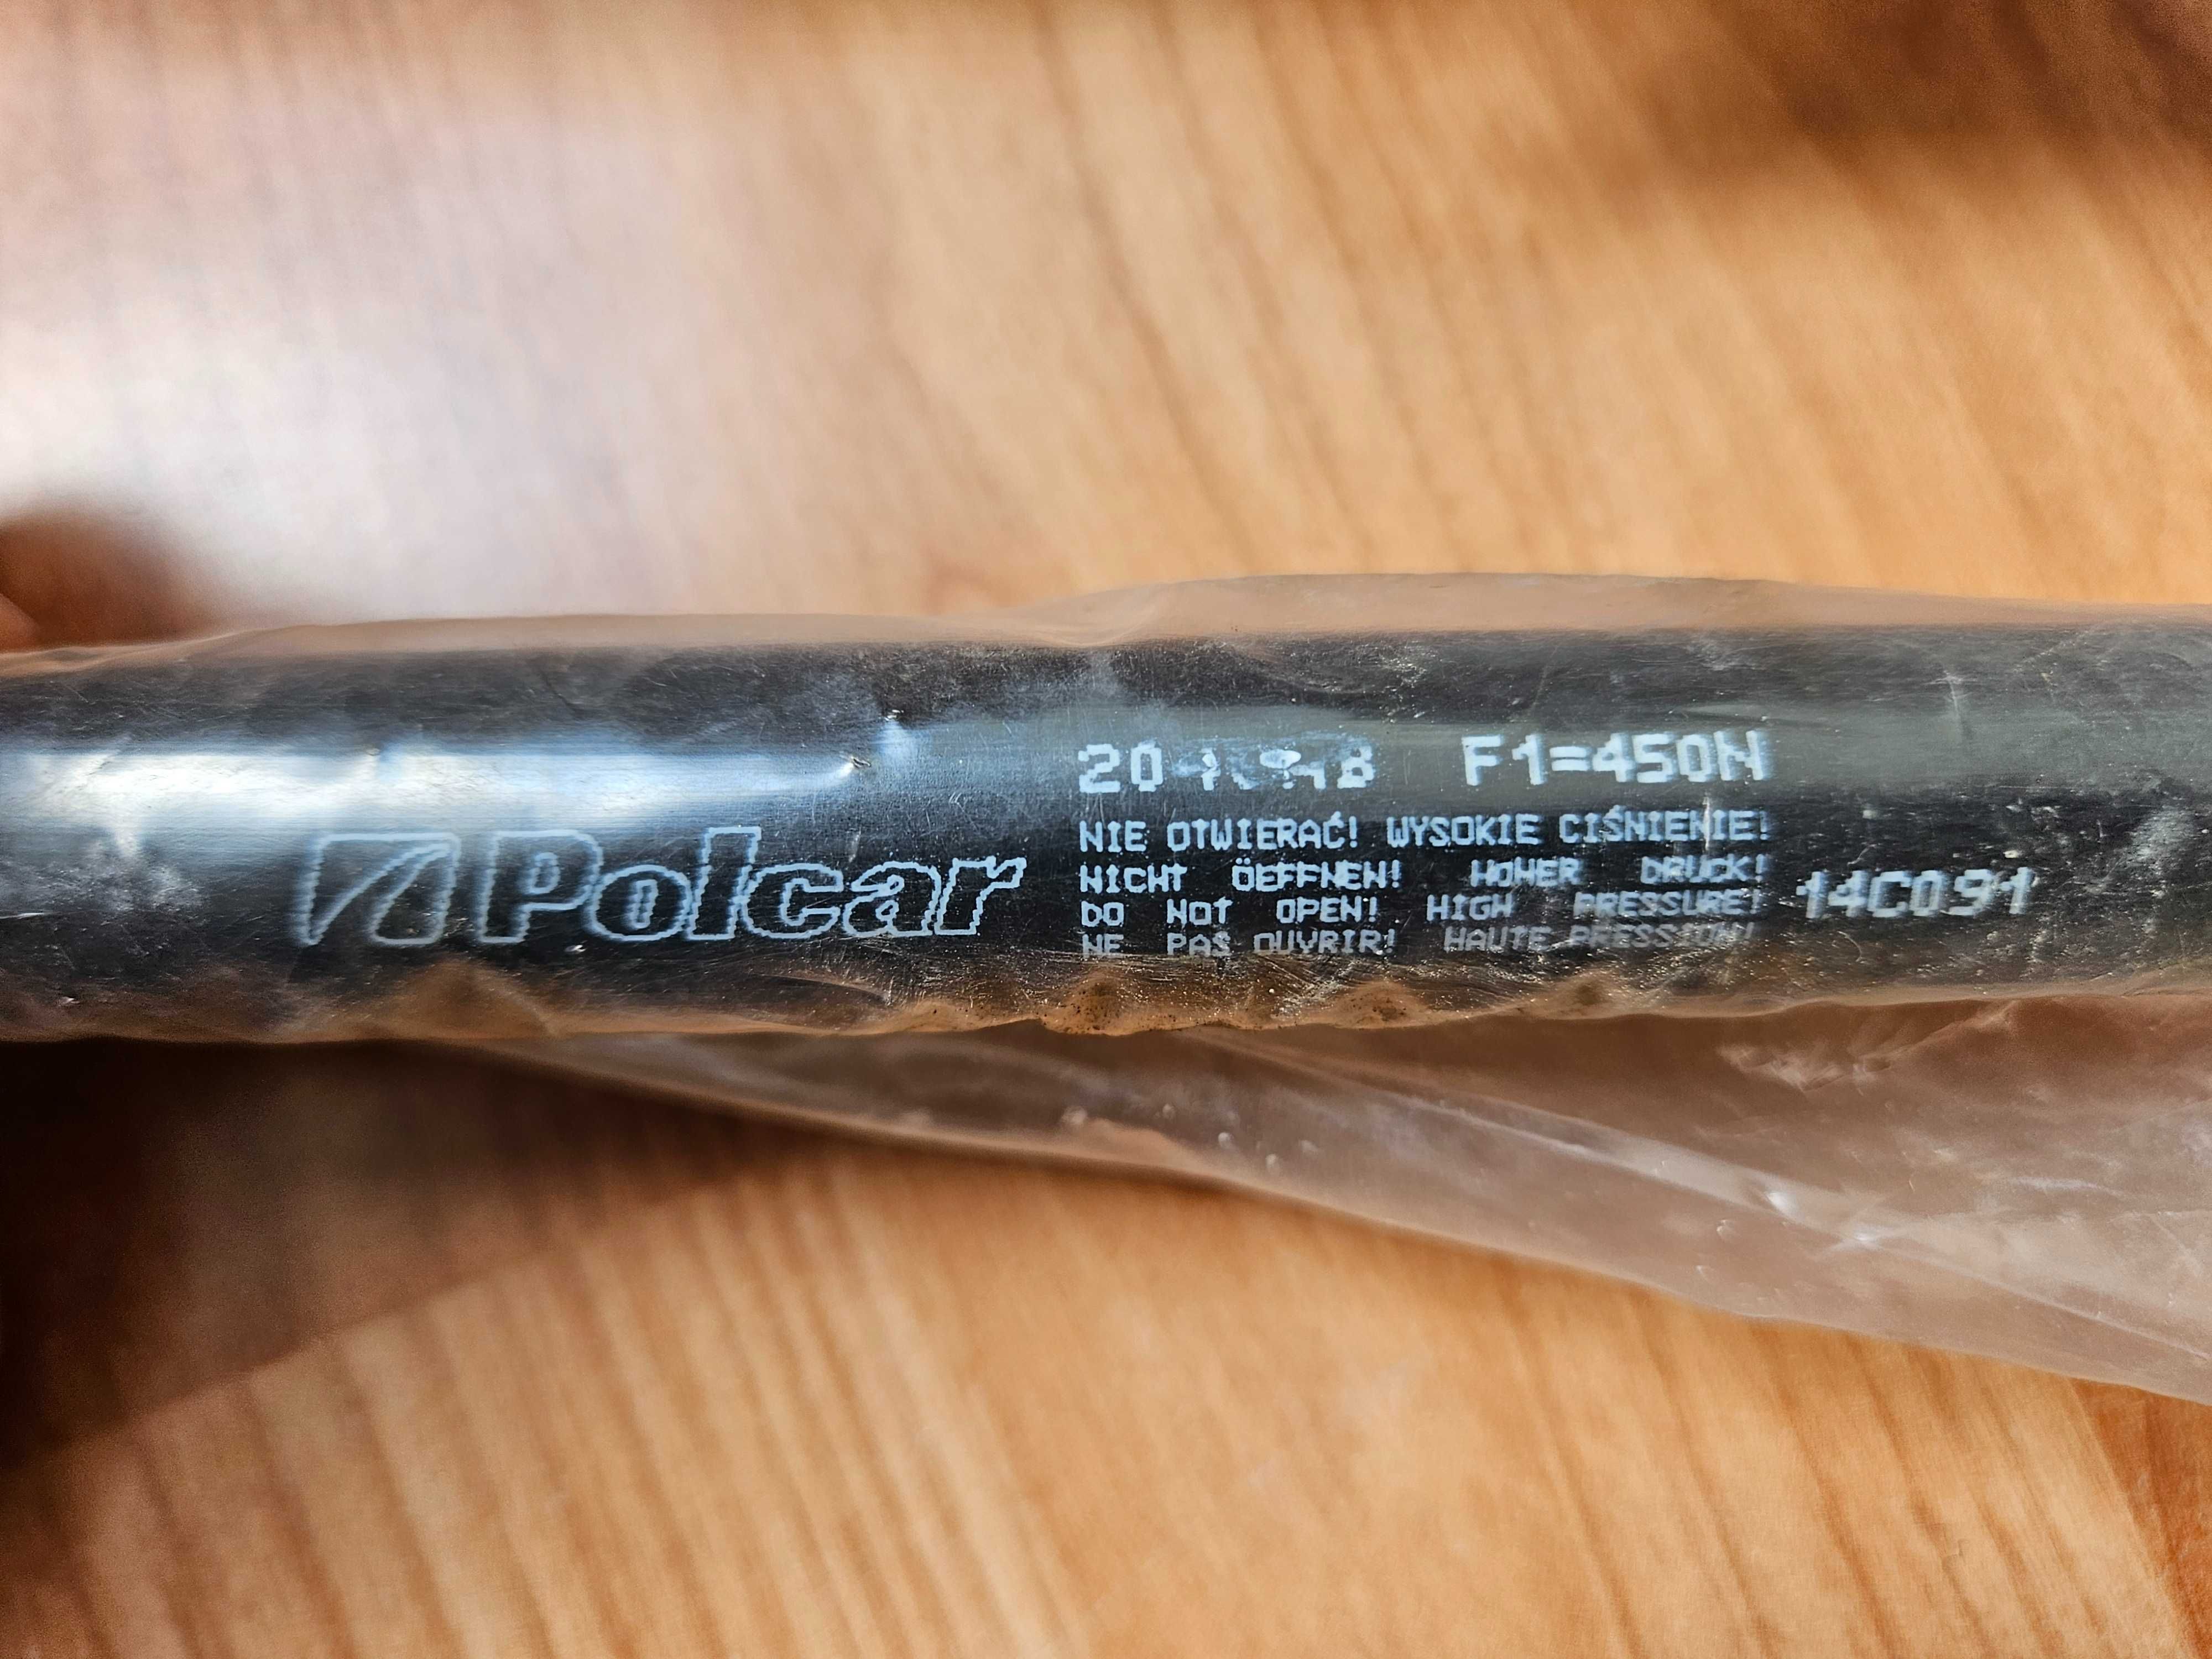 Polcar
F1=450N
NIE OTWIERAĆ! WYSOKIE CIŚNIENIE!
NICHT ÖEFFNEN! HOHER DRUCK!
DO NOT OPEN! HIGH PRESSURE!
NE PAS OUVRIR! HAUTE PRESSION!
14C091